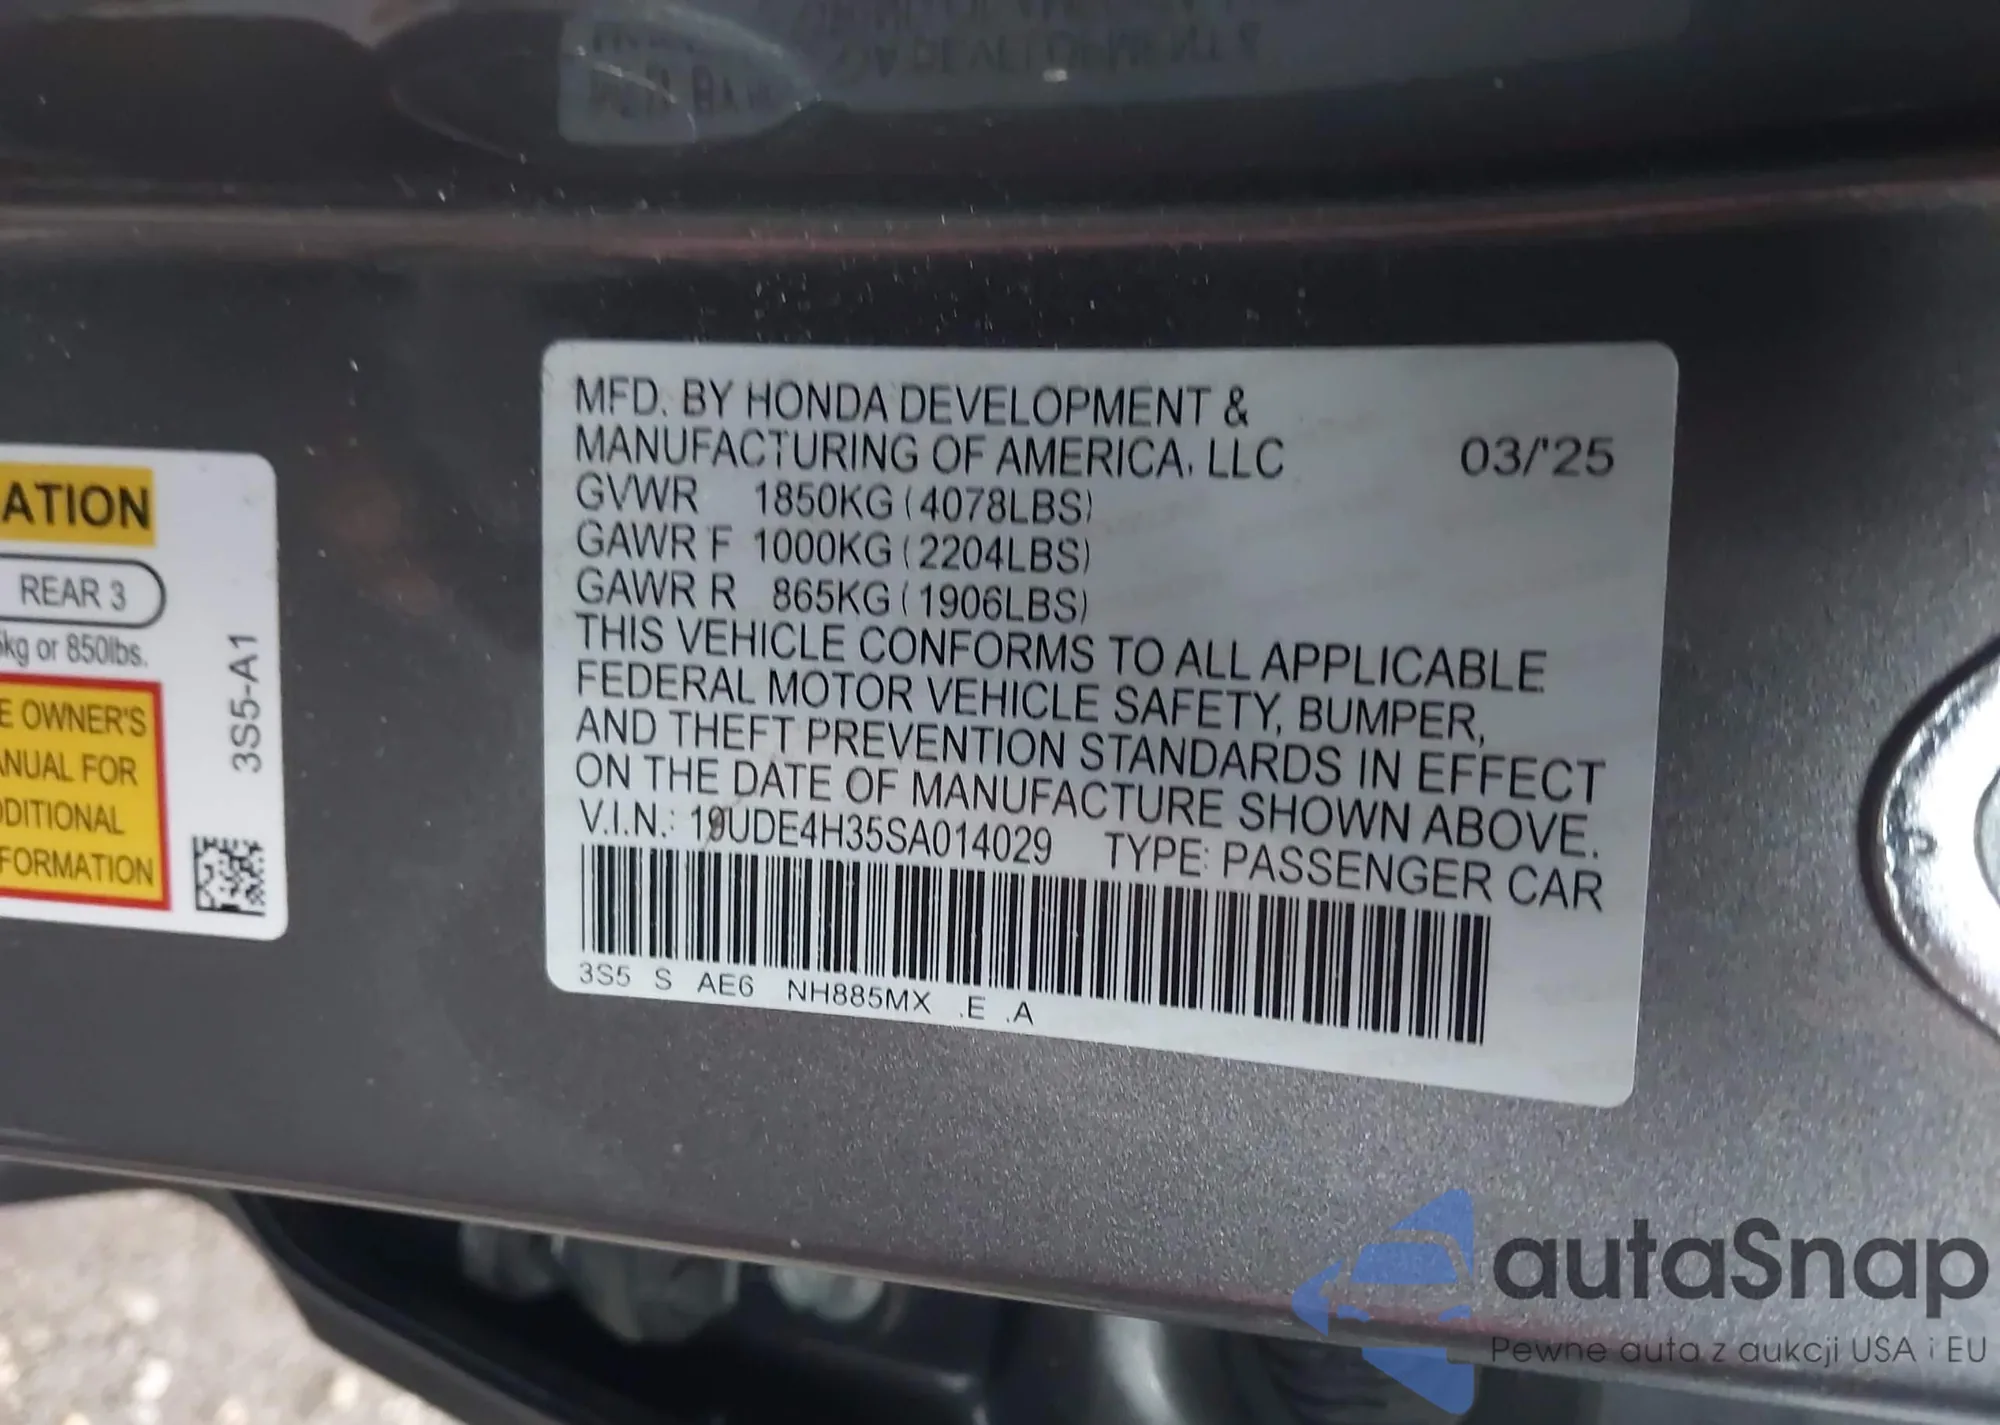 MFD. BY HONDA DEVELOPMENT &
MANUFACTURING OF AMERICA, LLC 03/'25
GVWR 1850KG (4078LBS)
GAWR F 1000KG (2204LBS)
GAWR R 865KG (1906LBS)
THIS VEHICLE CONFORMS TO ALL APPLICABLE
FEDERAL MOTOR VEHICLE SAFETY, BUMPER,
AND THEFT PREVENTION STANDARDS IN EFFECT
ON THE DATE OF MANUFACTURE SHOWN ABOVE.
V.I.N.: 19UDE4H35SA014029 TYPE: PASSENGER CAR
3S5 S AE6 NH885MX .E .A
ATION
REAR 3
kg or 850lbs.
E OWNER'S
ANUAL FOR
DDITIONAL
FORMATION
3S5-A1
autaSnap
Pewne auta z aukcji USA i EU